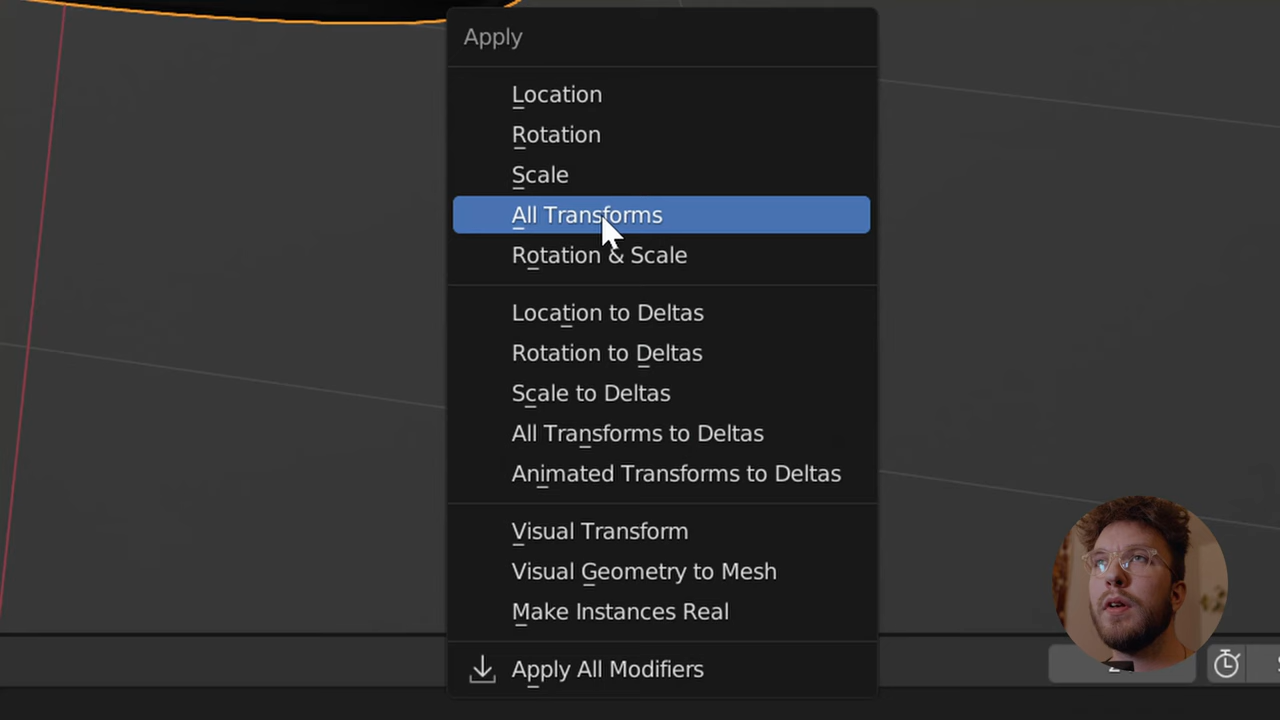 Apply
Location
Rotation
Scale
All Transforms
Rotation & Scale
Location to Deltas
Rotation to Deltas
Scale to Deltas
All Transforms to Deltas
Animated Transforms to Deltas
Visual Transform
Visual Geometry to Mesh
Make Instances Real
Apply All Modifiers